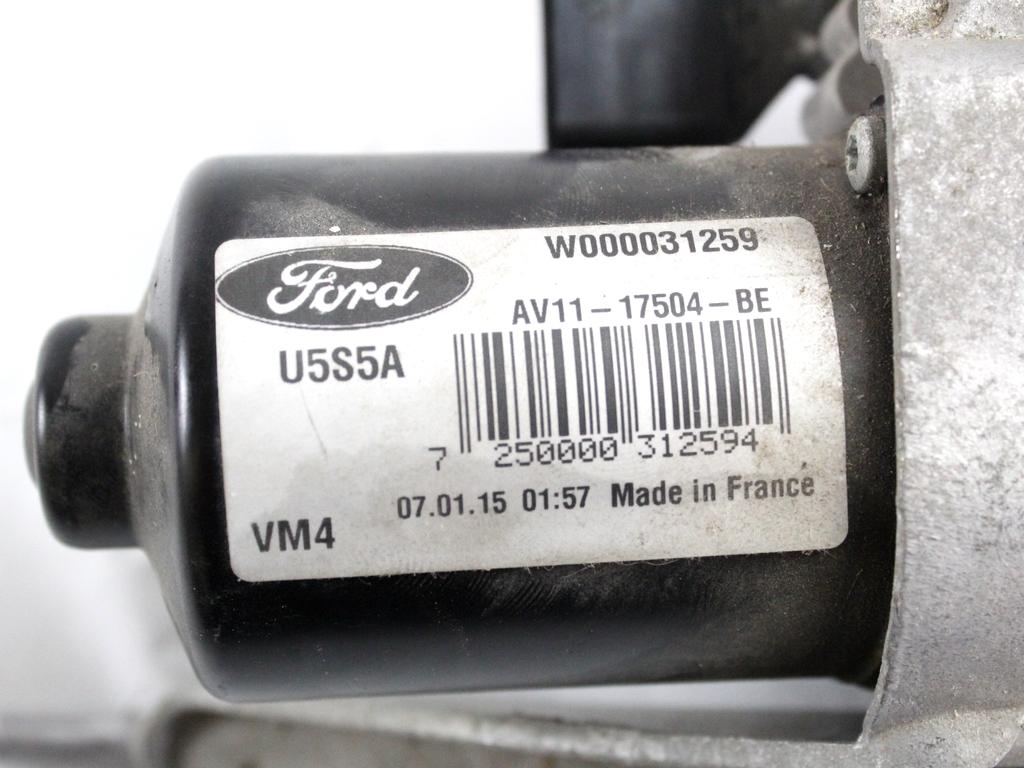 W000031259
Ford
AV11-17504-BE
U5S5A
7 250000 312594
07.01.15 01:57 Made in France
VM4